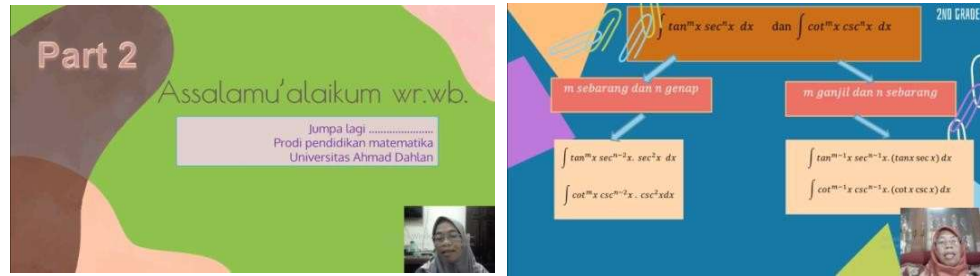 Part 2
Assalamu'alaikum wr.wb.
Jumpa lagi .....................
Prodi pendidikan matematika
Universitas Ahmad Dahlan
2ND GRADE
∫ tanᵐx secⁿx dx dan ∫ cotᵐx cscⁿx dx
m sebarang dan n genap
m ganjil dan n sebarang
∫ tanᵐx secⁿ⁻²x. sec²x dx
∫ cotᵐx cscⁿ⁻²x . csc²xdx
∫ tanᵐ⁻¹x secⁿ⁻¹x. (tanx sec x) dx
∫ cotᵐ⁻¹x cscⁿ⁻¹x. (cot x csc x) dx